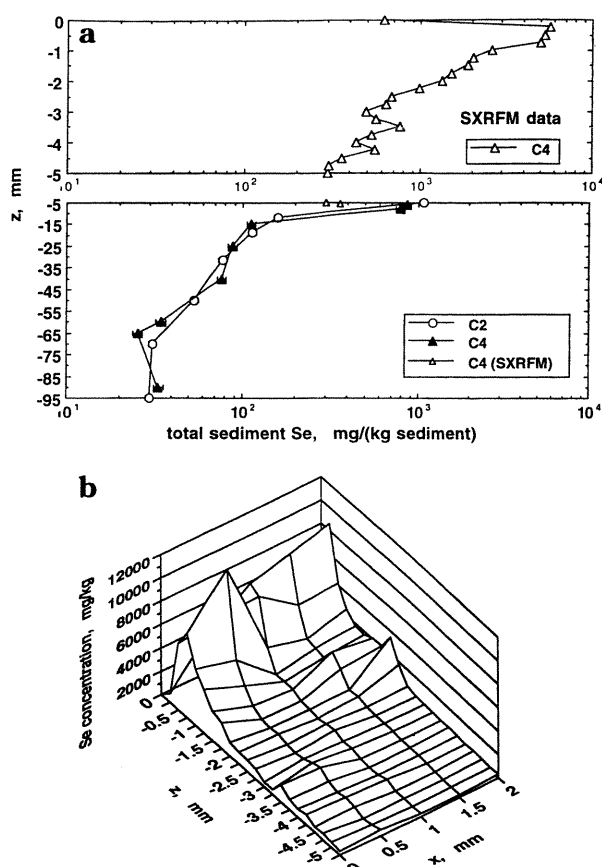 a
0
-1
-2
-3
-4
-5
SXRFM data
C4
10¹ 10² 10³ 10⁴
z, mm
-5
-15
-25
-35
-45
-55
-65
-75
-85
-95
C2
C4
C4 (SXRFM)
10¹ 10² 10³ 10⁴
total sediment Se, mg/(kg sediment)
b
Se concentration, mg/kg
12000
10000
8000
6000
4000
2000
0
-0.5
-1
-1.5
-2
-2.5
-3
-3.5
-4
-4.5
-5
z, mm
0
0.5
1
1.5
2
x, mm